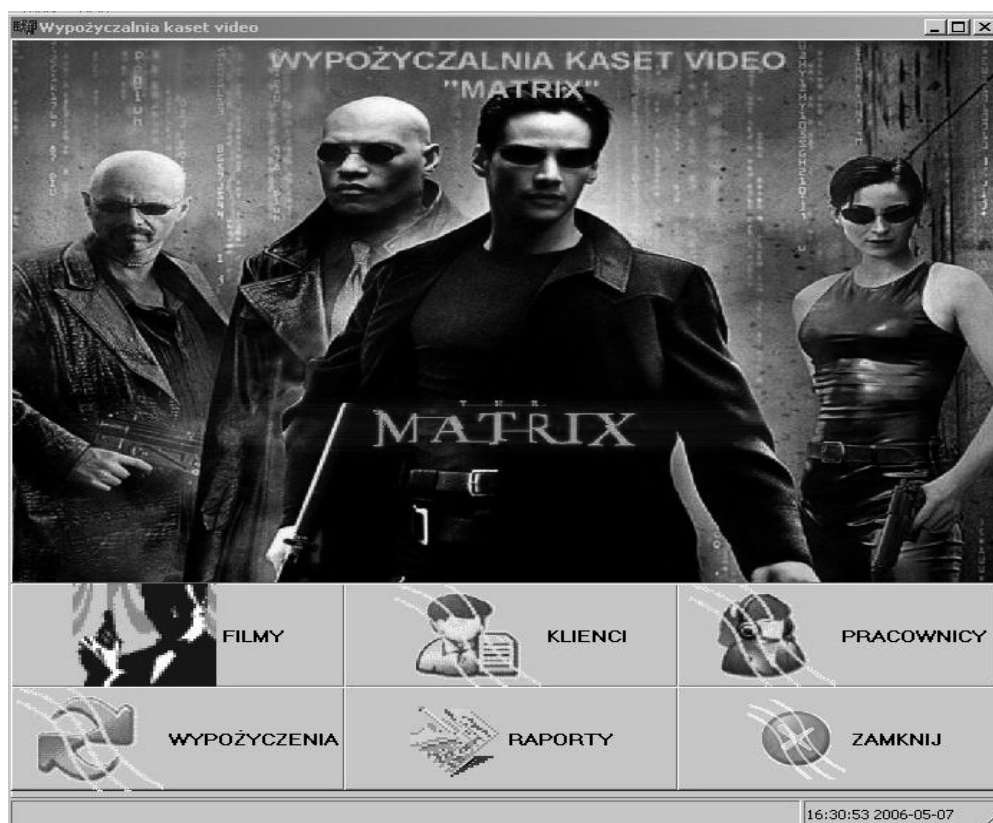 Wypożyczalnia kaset video
WYPOŻYCZALNIA KASET VIDEO
"MATRIX"
THE
MATRIX
FILMY
KLIENCI
PRACOWNICY
WYPOŻYCZENIA
RAPORTY
ZAMKNIJ
16:30:53 2006-05-07